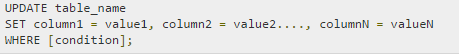 UPDATE table_name
SET column1 = value1, column2 = value2...., columnN = valueN
WHERE [condition];